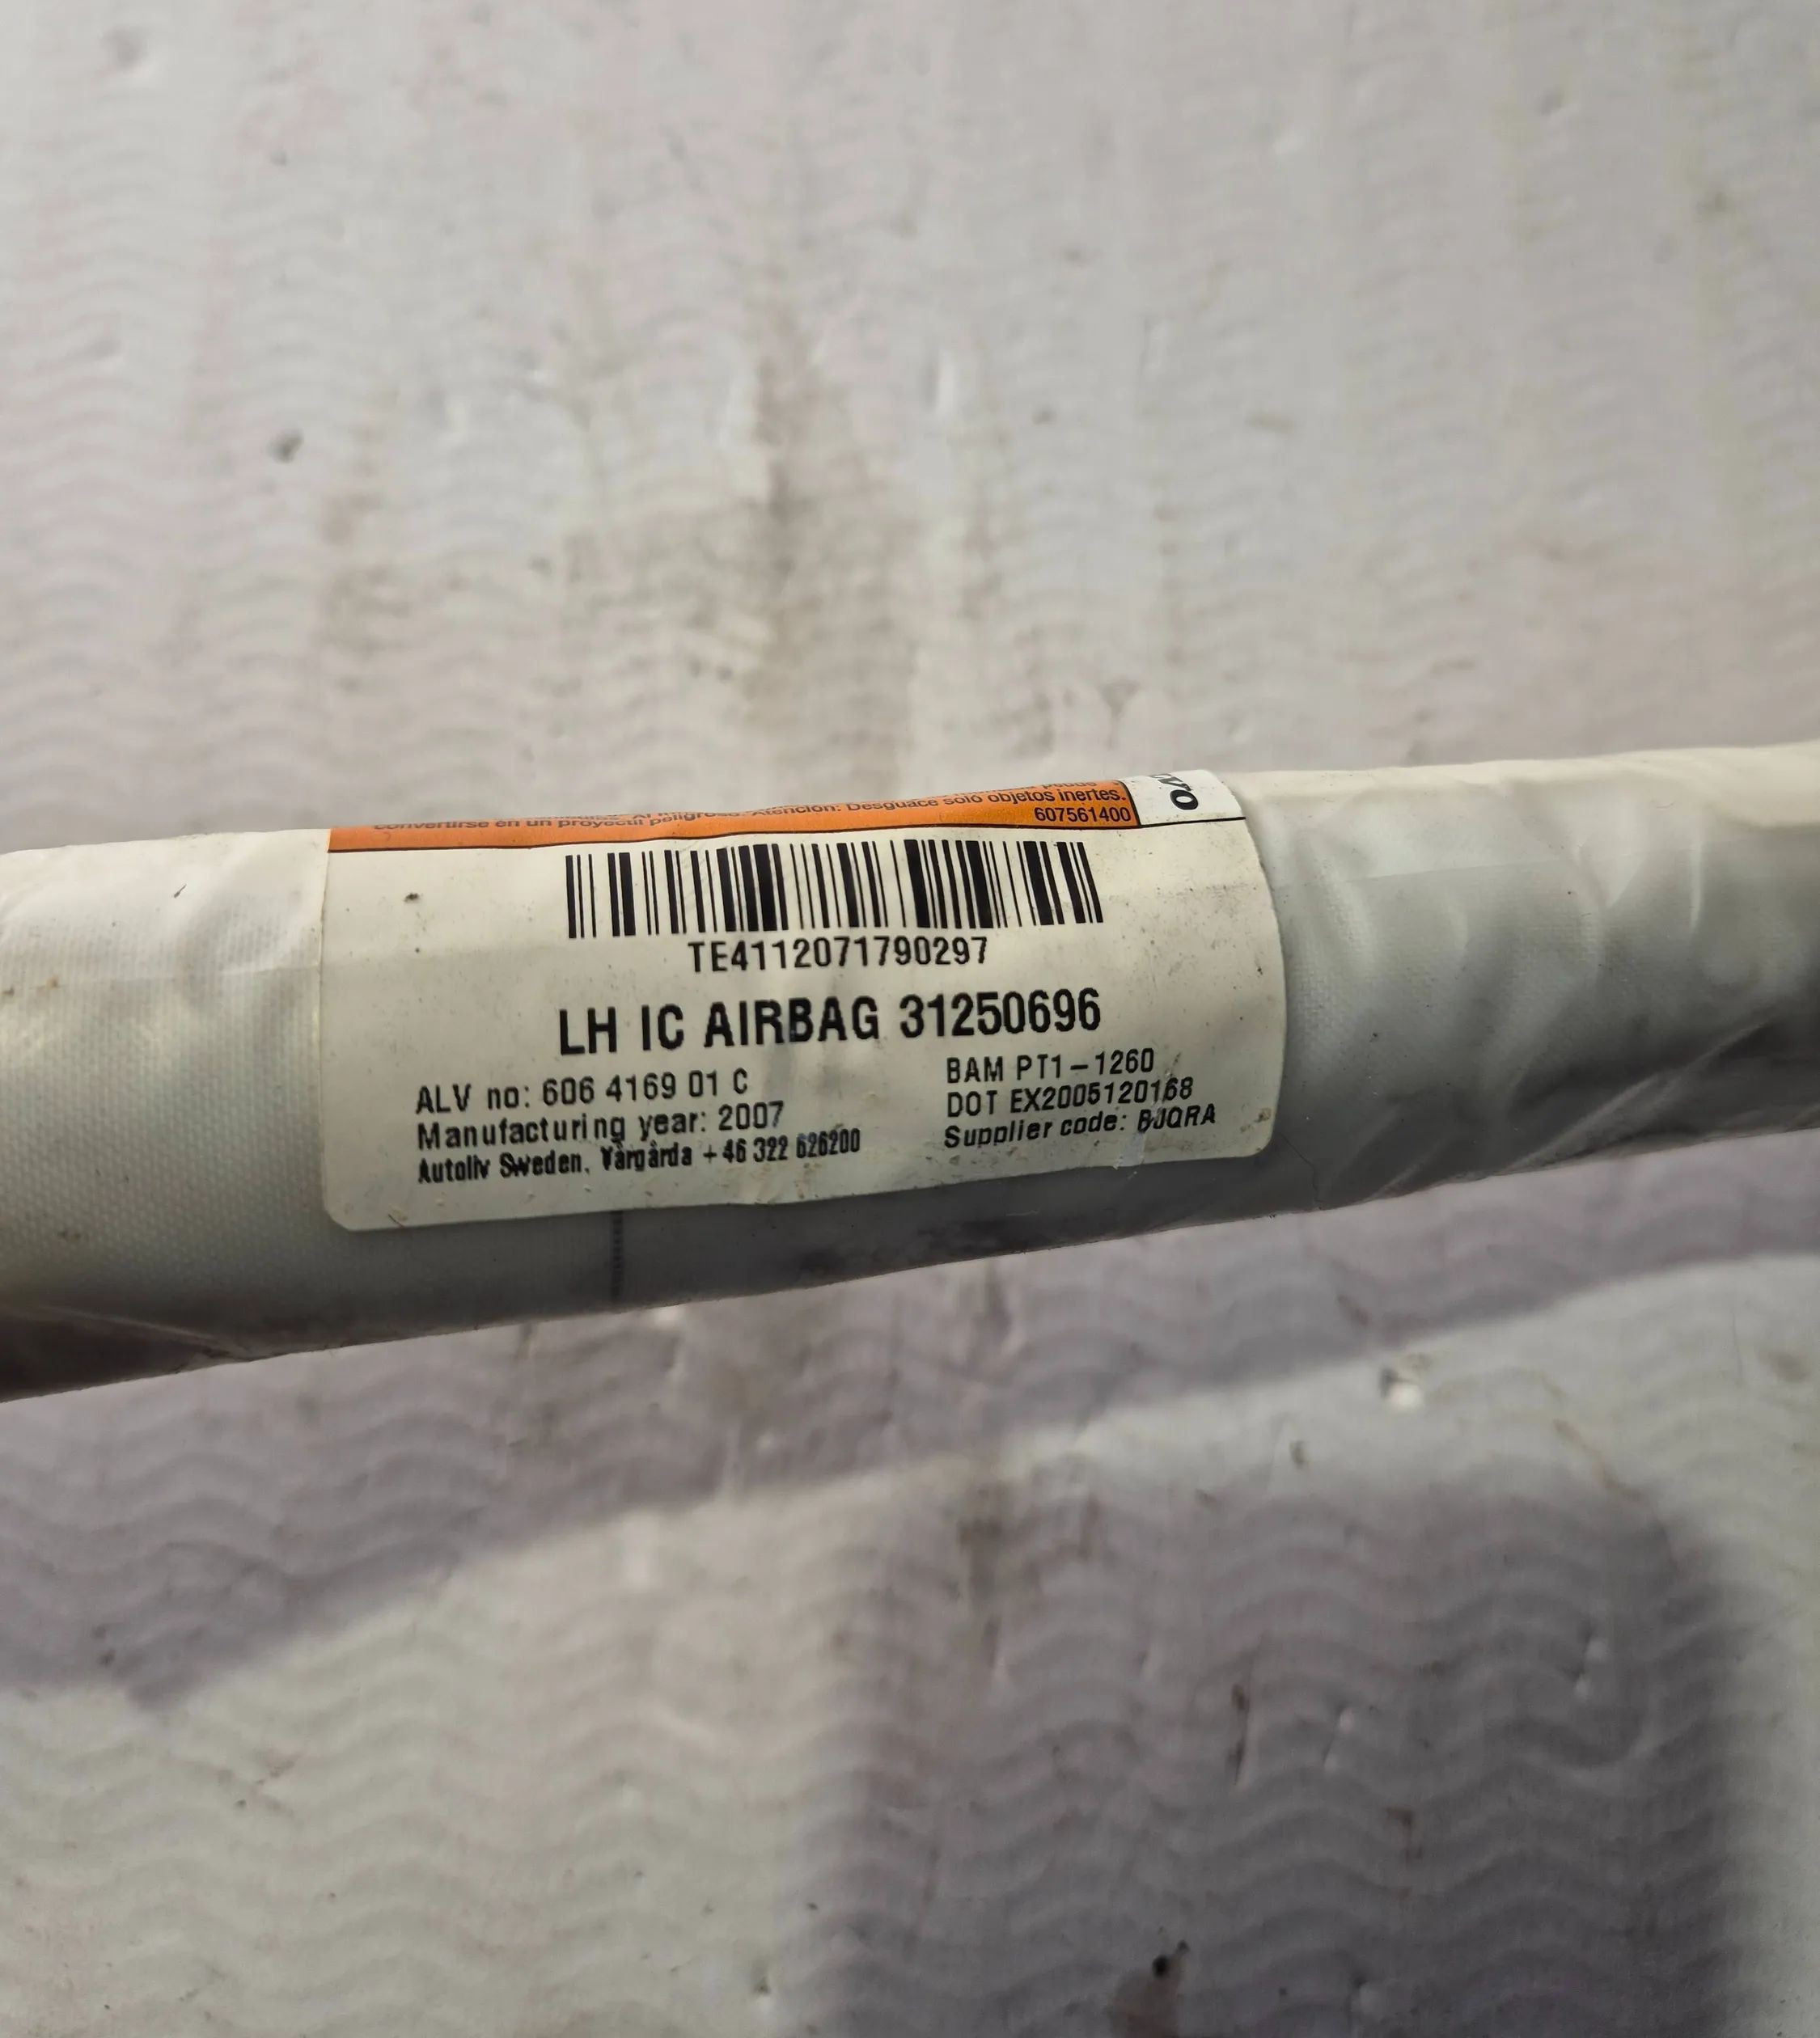 convertirse en un proyectil peligroso. Atención: Desguace solo objetos inertes.
607561400
TE4112071790297
LH IC AIRBAG 31250696
ALV no: 606 4169 01 C
Manufacturing year: 2007
Autoliv Sweden, Vårgårda +46 322 626200
BAM PT1-1260
DOT EX2005120168
Supplier code: BJQRA